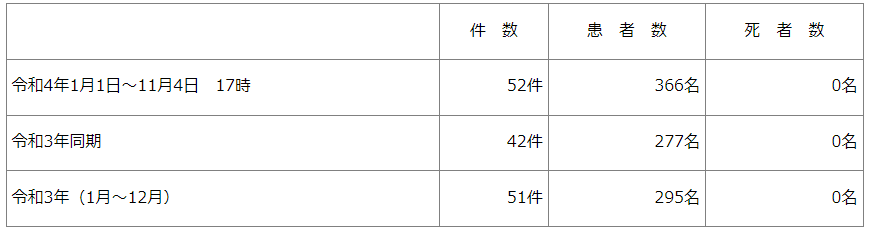 件　数　患　者　数　死　者　数
令和4年1月1日～11月4日　17時　52件　366名　0名
令和3年同期　42件　277名　0名
令和3年（1月～12月）　51件　295名　0名